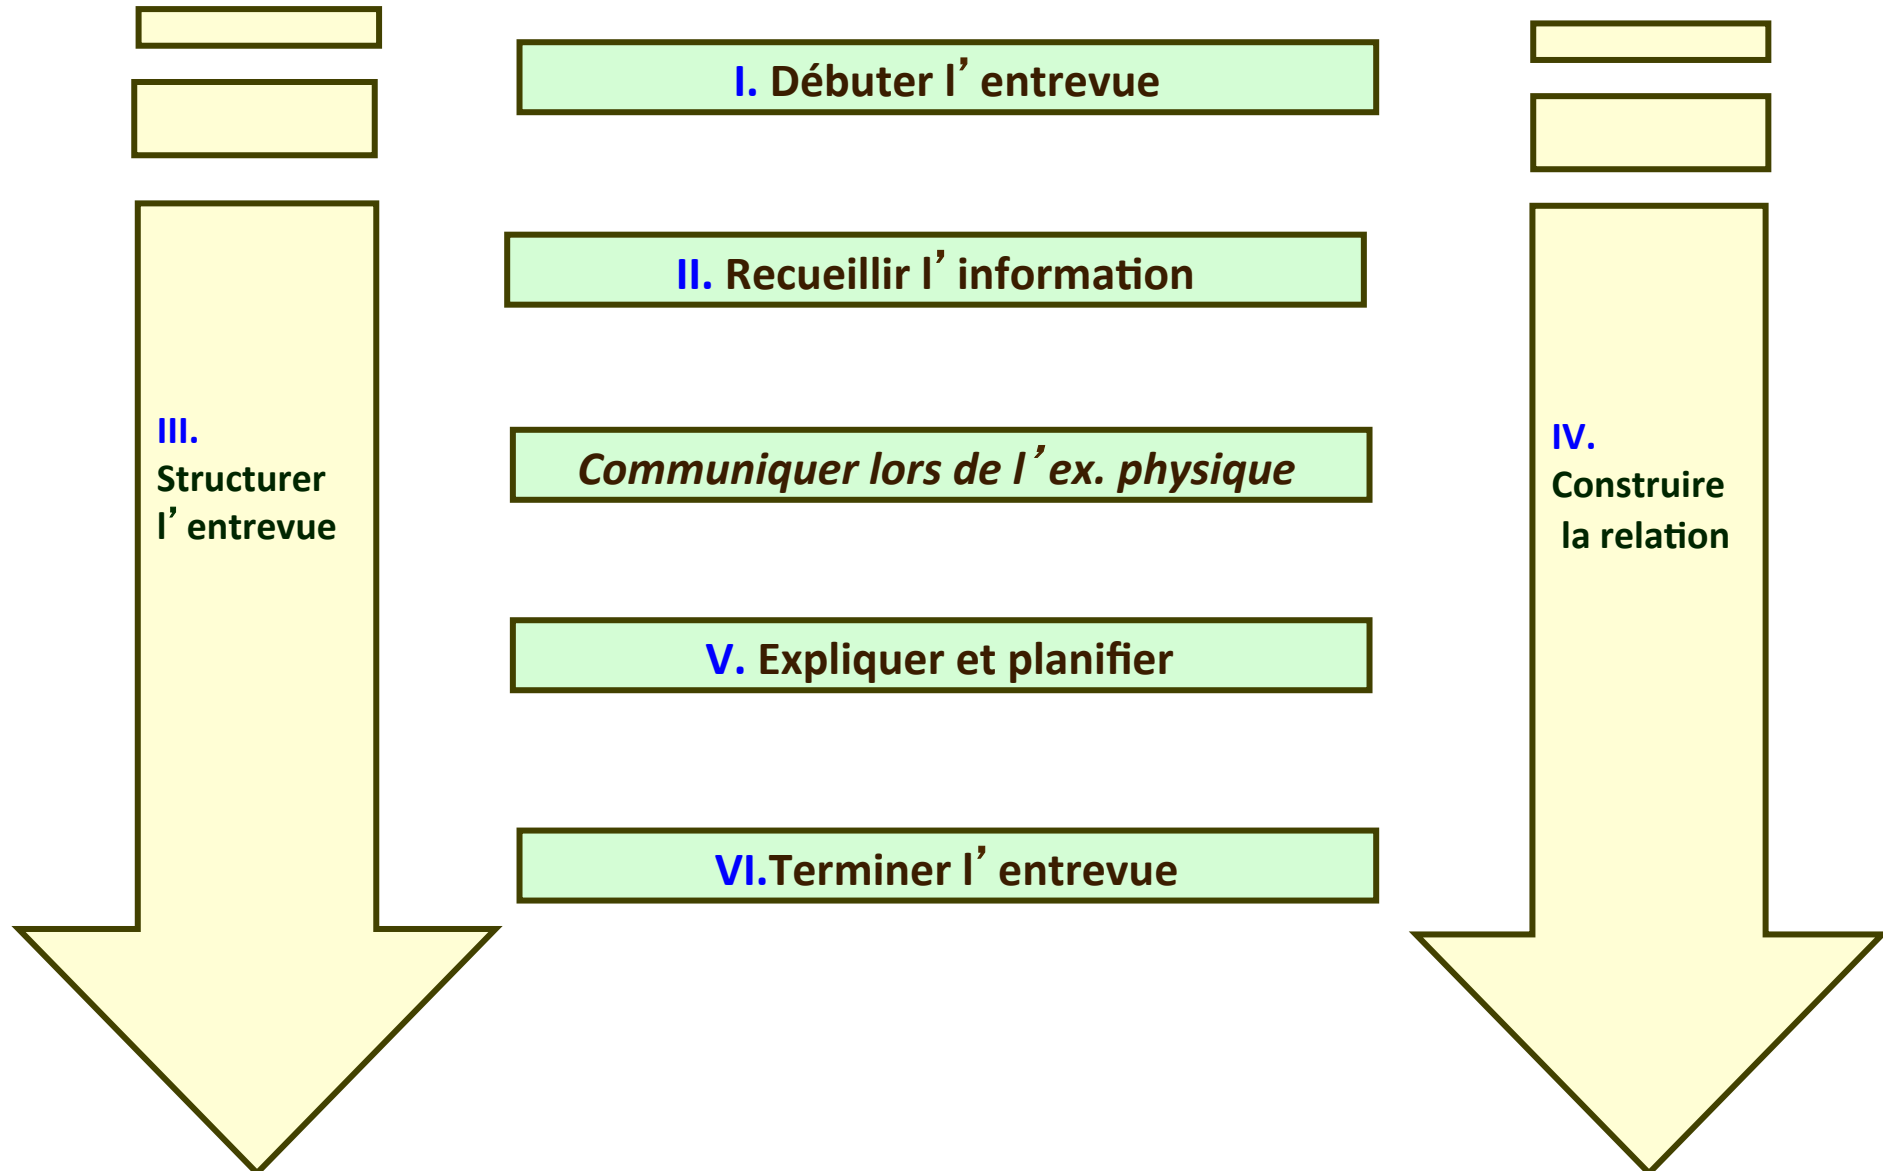 I. Débuter l’ entrevue
II. Recueillir l’ information
III.
Structurer
l’ entrevue
Communiquer lors de l’ex. physique
IV.
Construire
la relation
V. Expliquer et planifier
VI.Terminer l’ entrevue